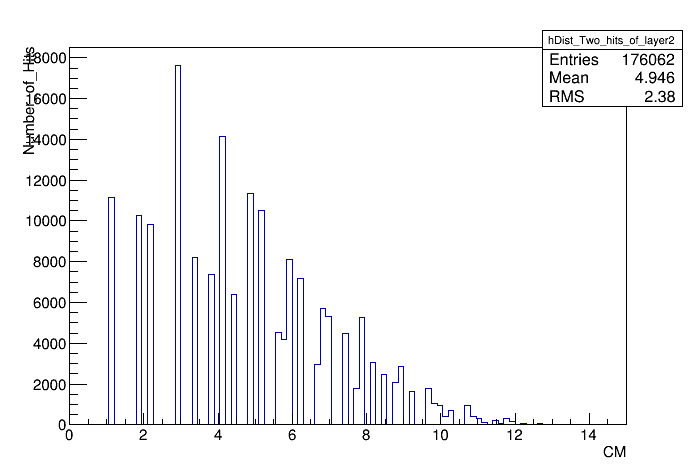 hDist_Two_hits_of_layer2
Entries 176062
Mean 4.946
RMS 2.38
Number_of_Hits
18000
16000
14000
12000
10000
8000
6000
4000
2000
0
0 2 4 6 8 10 12 14
CM